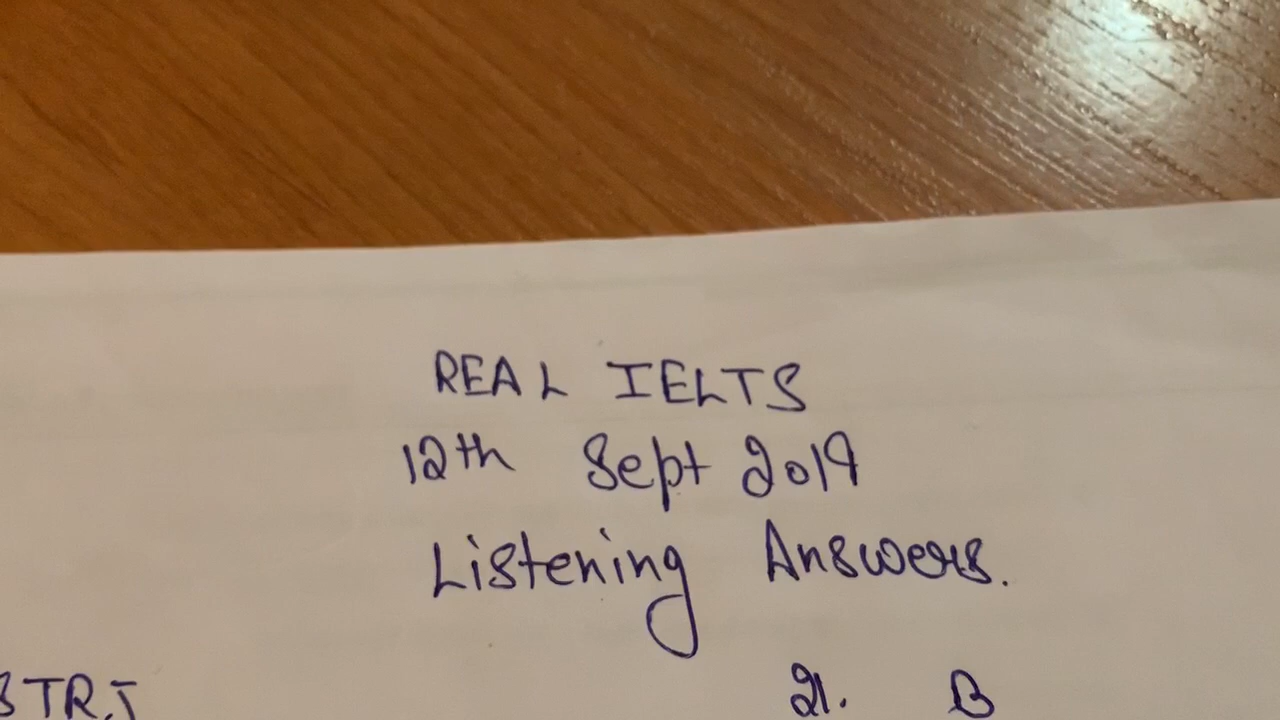 REAL IELTS
12th Sept 2019
Listening Answers.
21. B